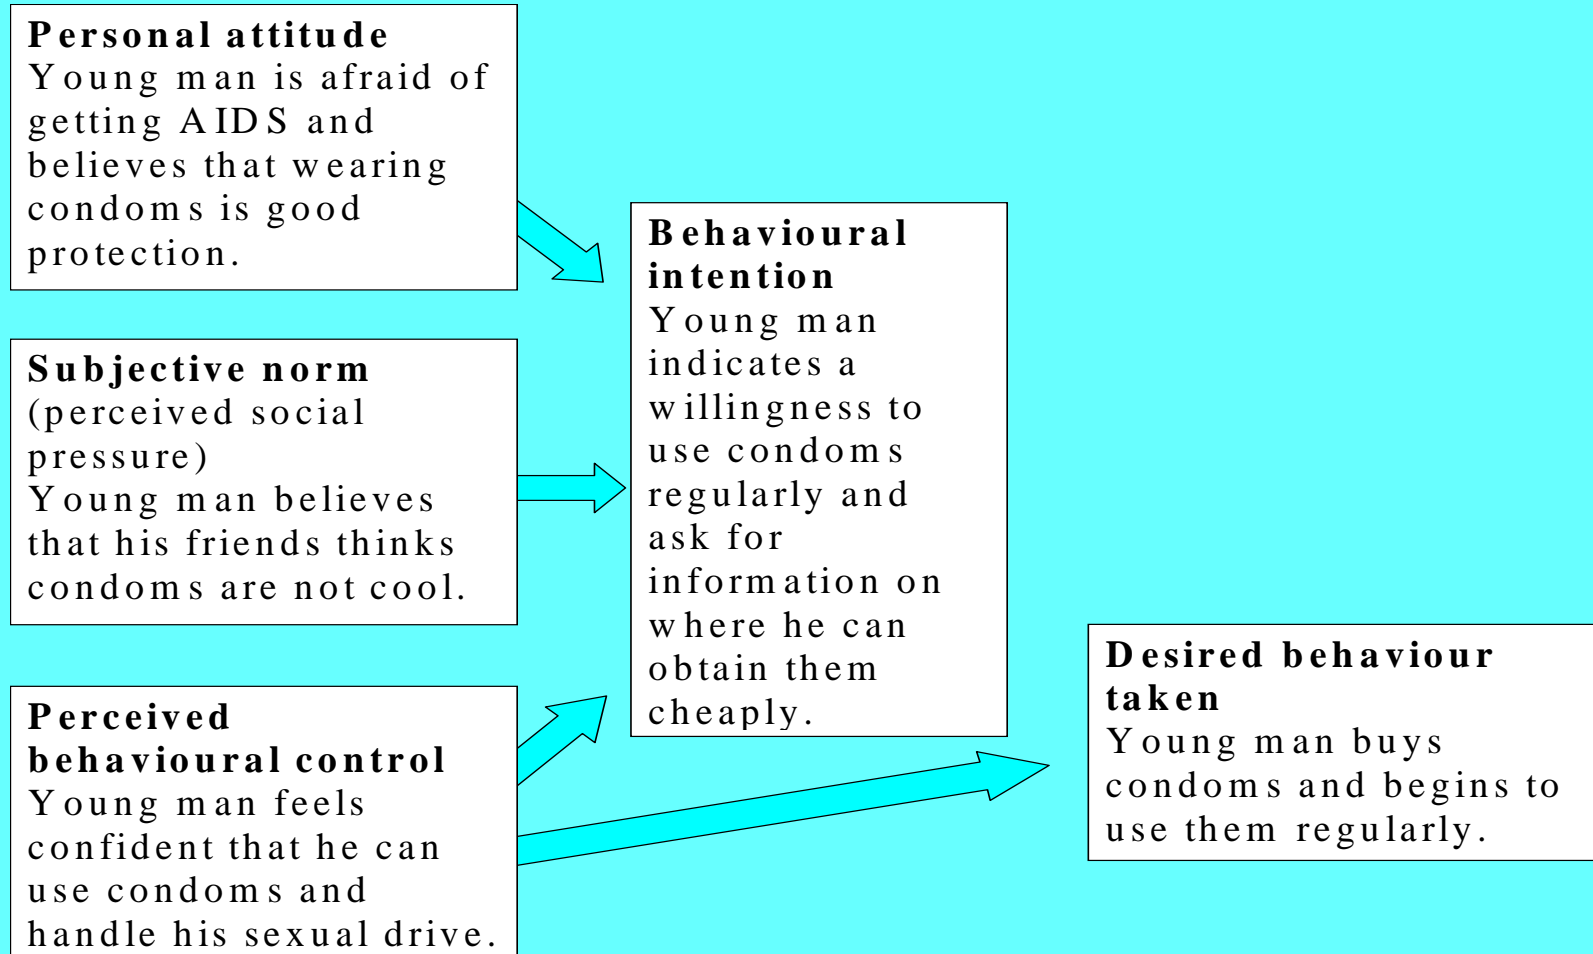 Personal attitude
Young man is afraid of
getting AIDS and
believes that wearing
condoms is good
protection.
Subjective norm
(perceived social
pressure)
Young man believes
that his friends thinks
condoms are not cool.
Perceived
behavioural control
Young man feels
confident that he can
use condoms and
handle his sexual drive.
Behavioural
intention
Young man
indicates a
willingness to
use condoms
regularly and
ask for
information on
where he can
obtain them
cheaply.
Desired behaviour
taken
Young man buys
condoms and begins to
use them regularly.